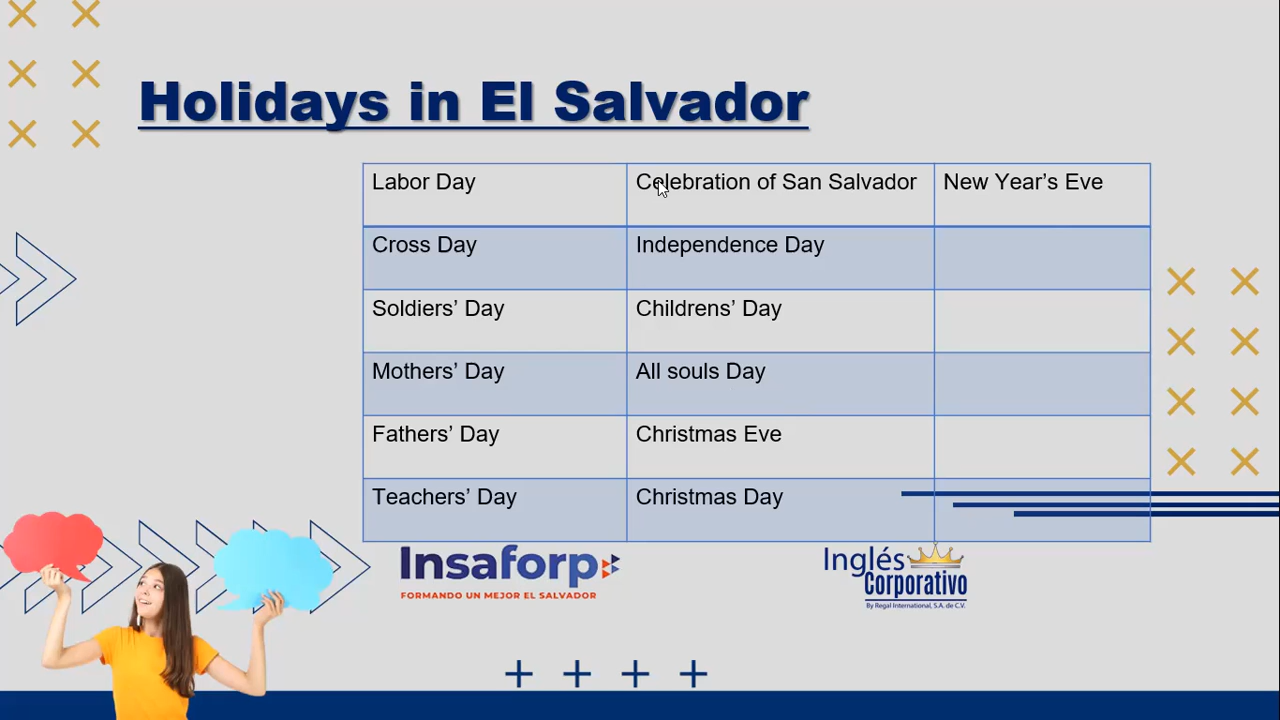 Holidays in El Salvador
Labor Day
Celebration of San Salvador
New Year’s Eve
Cross Day
Independence Day
Soldiers’ Day
Childrens’ Day
Mothers’ Day
All souls Day
Fathers’ Day
Christmas Eve
Teachers’ Day
Christmas Day
Insaforp
FORMANDO UN MEJOR EL SALVADOR
Inglés
Corporativo
By Regal International, S.A. de C.V.